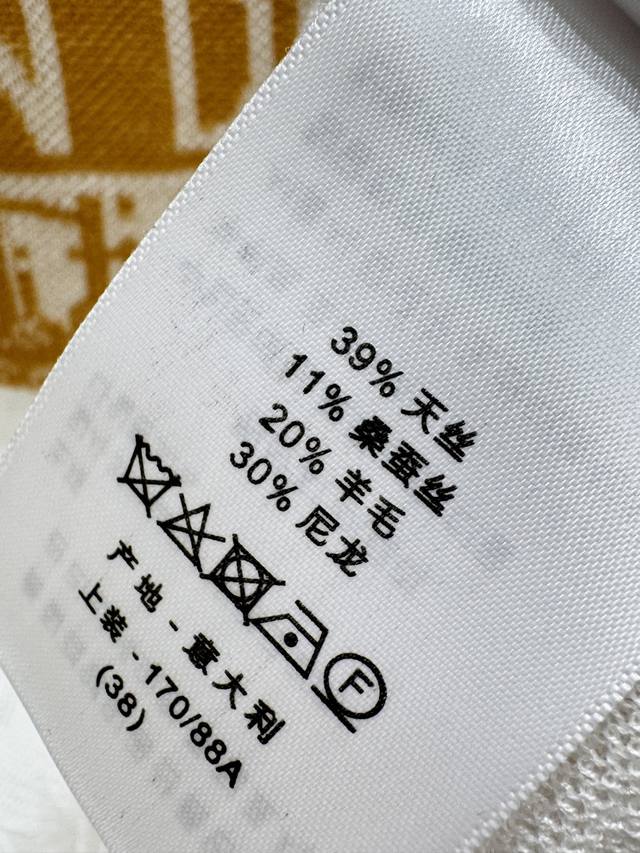 39% 天丝
11% 桑蚕丝
20% 羊毛
30% 尼龙
F
产地 - 意大利
上装 - 170/88A
(38)